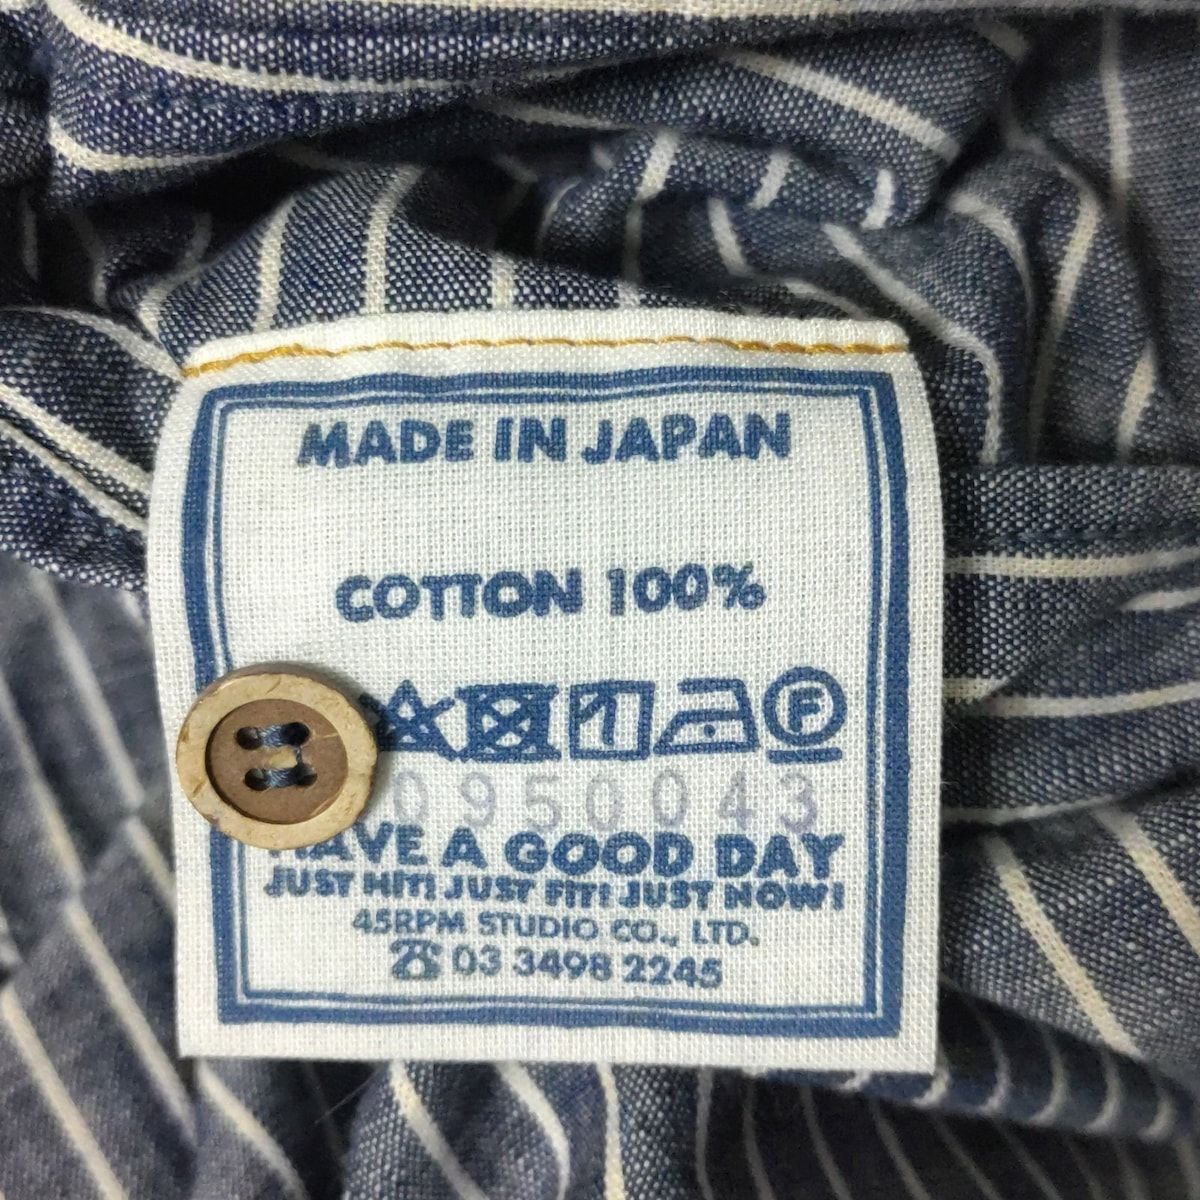 MADE IN JAPAN
COTTON 100%
F
0950043
HAVE A GOOD DAY
JUST HIT! JUST FIT! JUST NOW!
45RPM STUDIO CO., LTD.
☎ 03 3498 2245